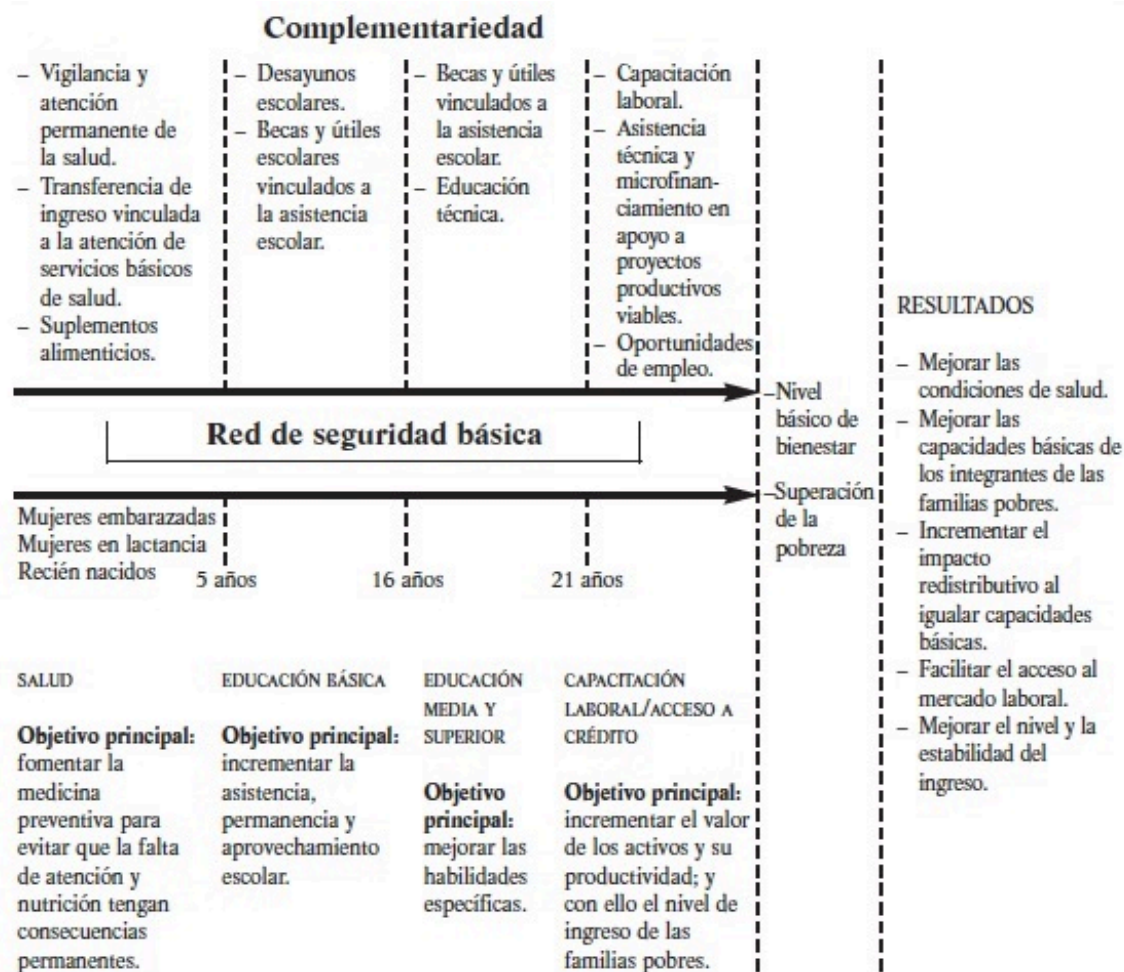 Complementariedad
– Vigilancia y
atención
permanente de
la salud.
– Transferencia de
ingreso vinculada
a la atención de
servicios básicos
de salud.
– Suplementos
alimenticios.
– Desayunos
escolares.
– Becas y útiles
escolares
vinculados a
la asistencia
escolar.
– Becas y útiles
vinculados a
la asistencia
escolar.
– Educación
técnica.
– Capacitación
laboral.
– Asistencia
técnica y
microfinan-
ciamiento en
apoyo a
proyectos
productivos
viables.
– Oportunidades
de empleo.
Red de seguridad básica
Mujeres embarazadas
Mujeres en lactancia
Recién nacidos
5 años
16 años
21 años
–Nivel
básico de
bienestar
–Superación
de la
pobreza
RESULTADOS
– Mejorar las
condiciones de salud.
– Mejorar las
capacidades básicas de
los integrantes de las
familias pobres.
– Incrementar el
impacto
redistributivo al
igualar capacidades
básicas.
– Facilitar el acceso al
mercado laboral.
– Mejorar el nivel y la
estabilidad del
ingreso.
SALUD
Objetivo principal:
fomentar la
medicina
preventiva para
evitar que la falta
de atención y
nutrición tengan
consecuencias
permanentes.
EDUCACIÓN BÁSICA
Objetivo principal:
incrementar la
asistencia,
permanencia y
aprovechamiento
escolar.
EDUCACIÓN
MEDIA Y
SUPERIOR
Objetivo
principal:
mejorar las
habilidades
específicas.
CAPACITACIÓN
LABORAL/ACCESO A
CRÉDITO
Objetivo principal:
incrementar el valor
de los activos y su
productividad; y
con ello el nivel de
ingreso de las
familias pobres.